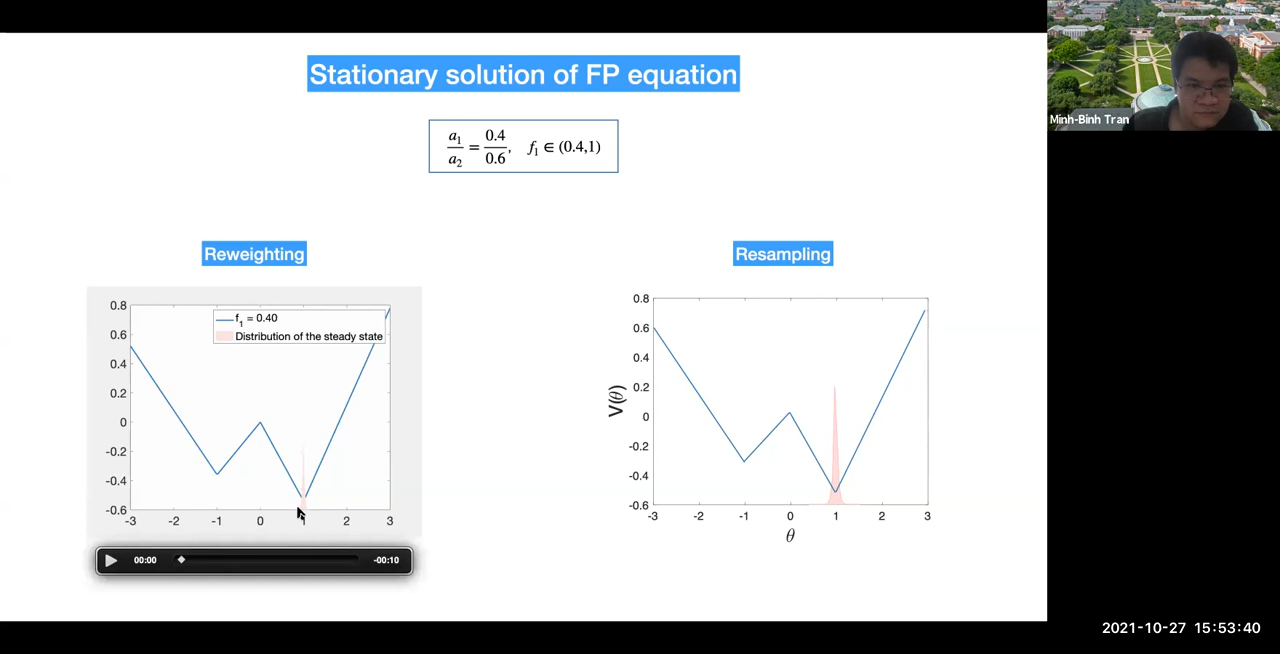 Stationary solution of FP equation
a₁/a₂ = 0.4/0.6, f₁ ∈ (0.4,1)
Reweighting
0.8
0.6
0.4
0.2
0
-0.2
-0.4
-0.6
f₁ = 0.40
Distribution of the steady state
-3 -2 -1 0 1 2 3
00:00 -00:10
Resampling
V(θ)
0.8
0.6
0.4
0.2
0
-0.2
-0.4
-0.6
-3 -2 -1 0 1 2 3
θ
Minh-Binh Tran
2021-10-27 15:53:40